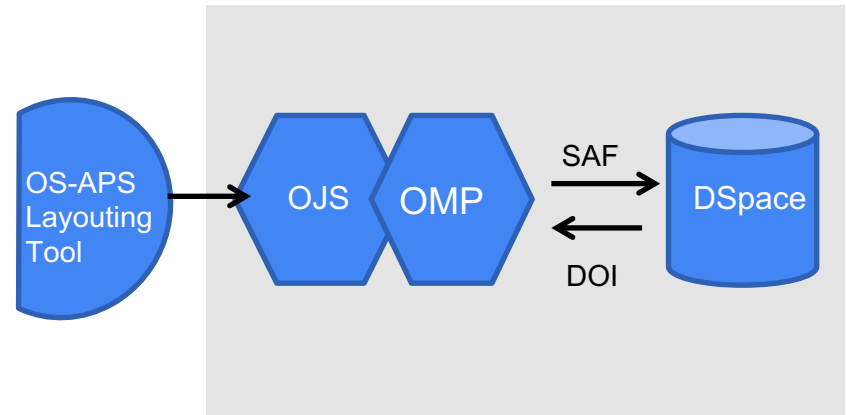 OS-APS
Layouting
Tool
OJS
OMP
SAF
DOI
DSpace